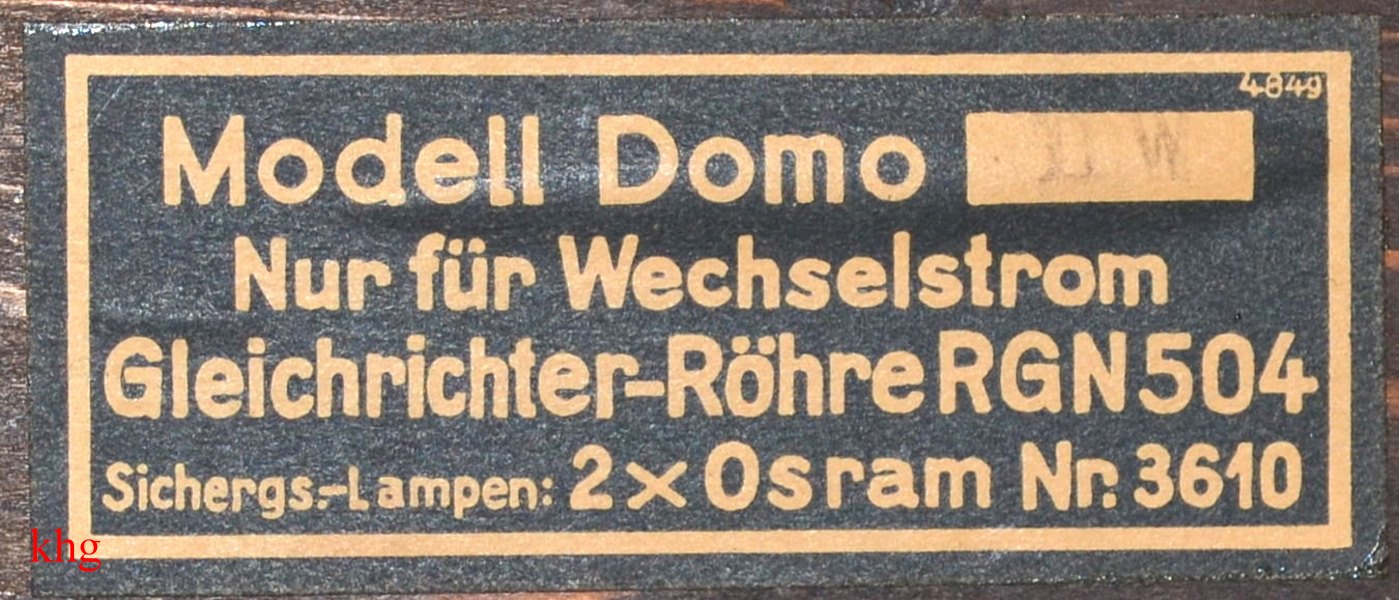 4849
Modell Domo W
Nur für Wechselstrom
Gleichrichter-Röhre RGN 504
Sichergs.-Lampen: 2 x Osram Nr. 3610
khg